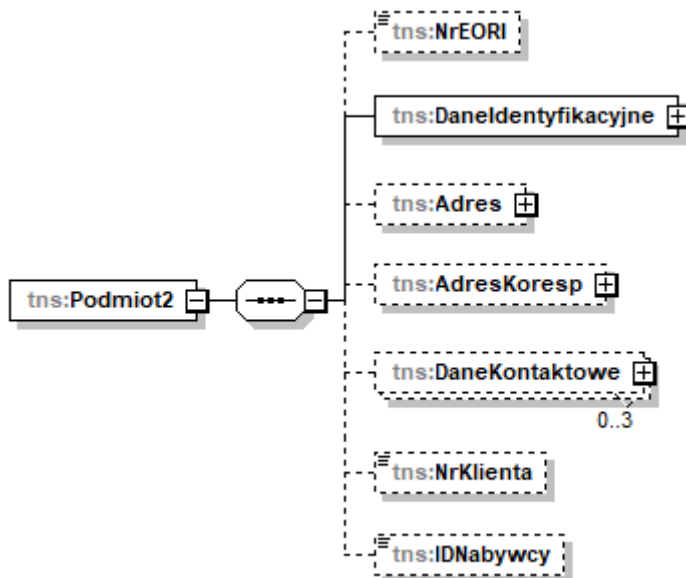 tns:NrEORI
tns:DaneIdentyfikacyjne
tns:Adres
tns:Podmiot2
tns:AdresKoresp
tns:DaneKontaktowe
0..3
tns:NrKlienta
tns:IDNabywcy